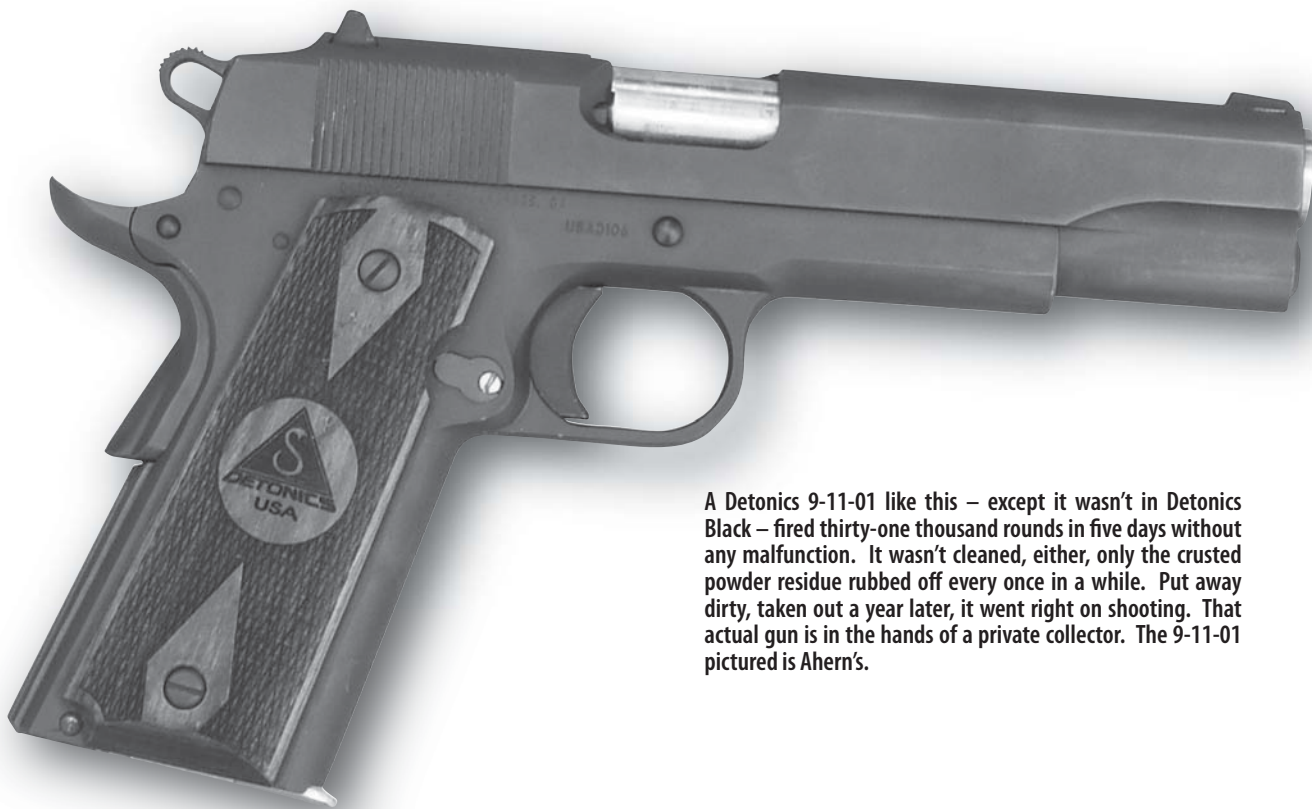 USAD106
DETONICS
USA
A Detonics 9-11-01 like this – except it wasn’t in Detonics
Black – fired thirty-one thousand rounds in five days without
any malfunction. It wasn’t cleaned, either, only the crusted
powder residue rubbed off every once in a while. Put away
dirty, taken out a year later, it went right on shooting. That
actual gun is in the hands of a private collector. The 9-11-01
pictured is Ahern’s.